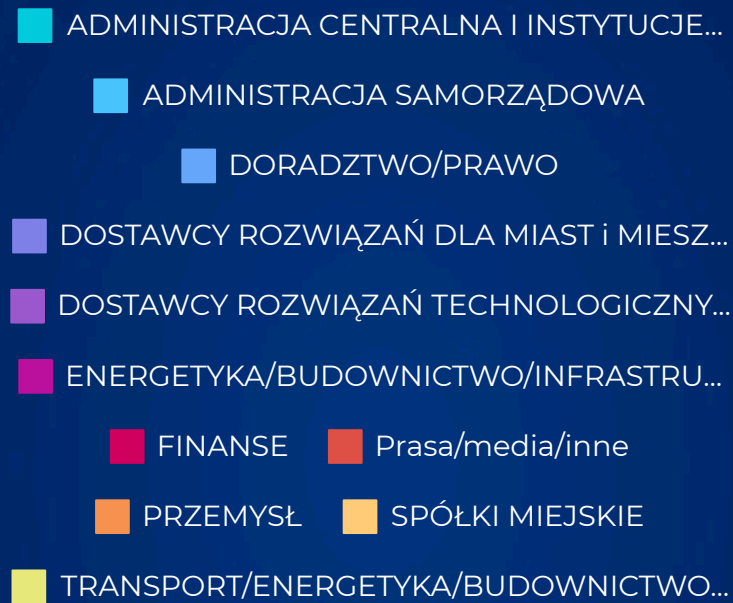 ADMINISTRACJA CENTRALNA I INSTYTUCJE...
ADMINISTRACJA SAMORZĄDOWA
DORADZTWO/PRAWO
DOSTAWCY ROZWIĄZAŃ DLA MIAST i MIESZ...
DOSTAWCY ROZWIĄZAŃ TECHNOLOGICZNY...
ENERGETYKA/BUDOWNICTWO/INFRASTRU...
FINANSE Prasa/media/inne
PRZEMYSŁ SPÓŁKI MIEJSKIE
TRANSPORT/ENERGETYKA/BUDOWNICTWO...